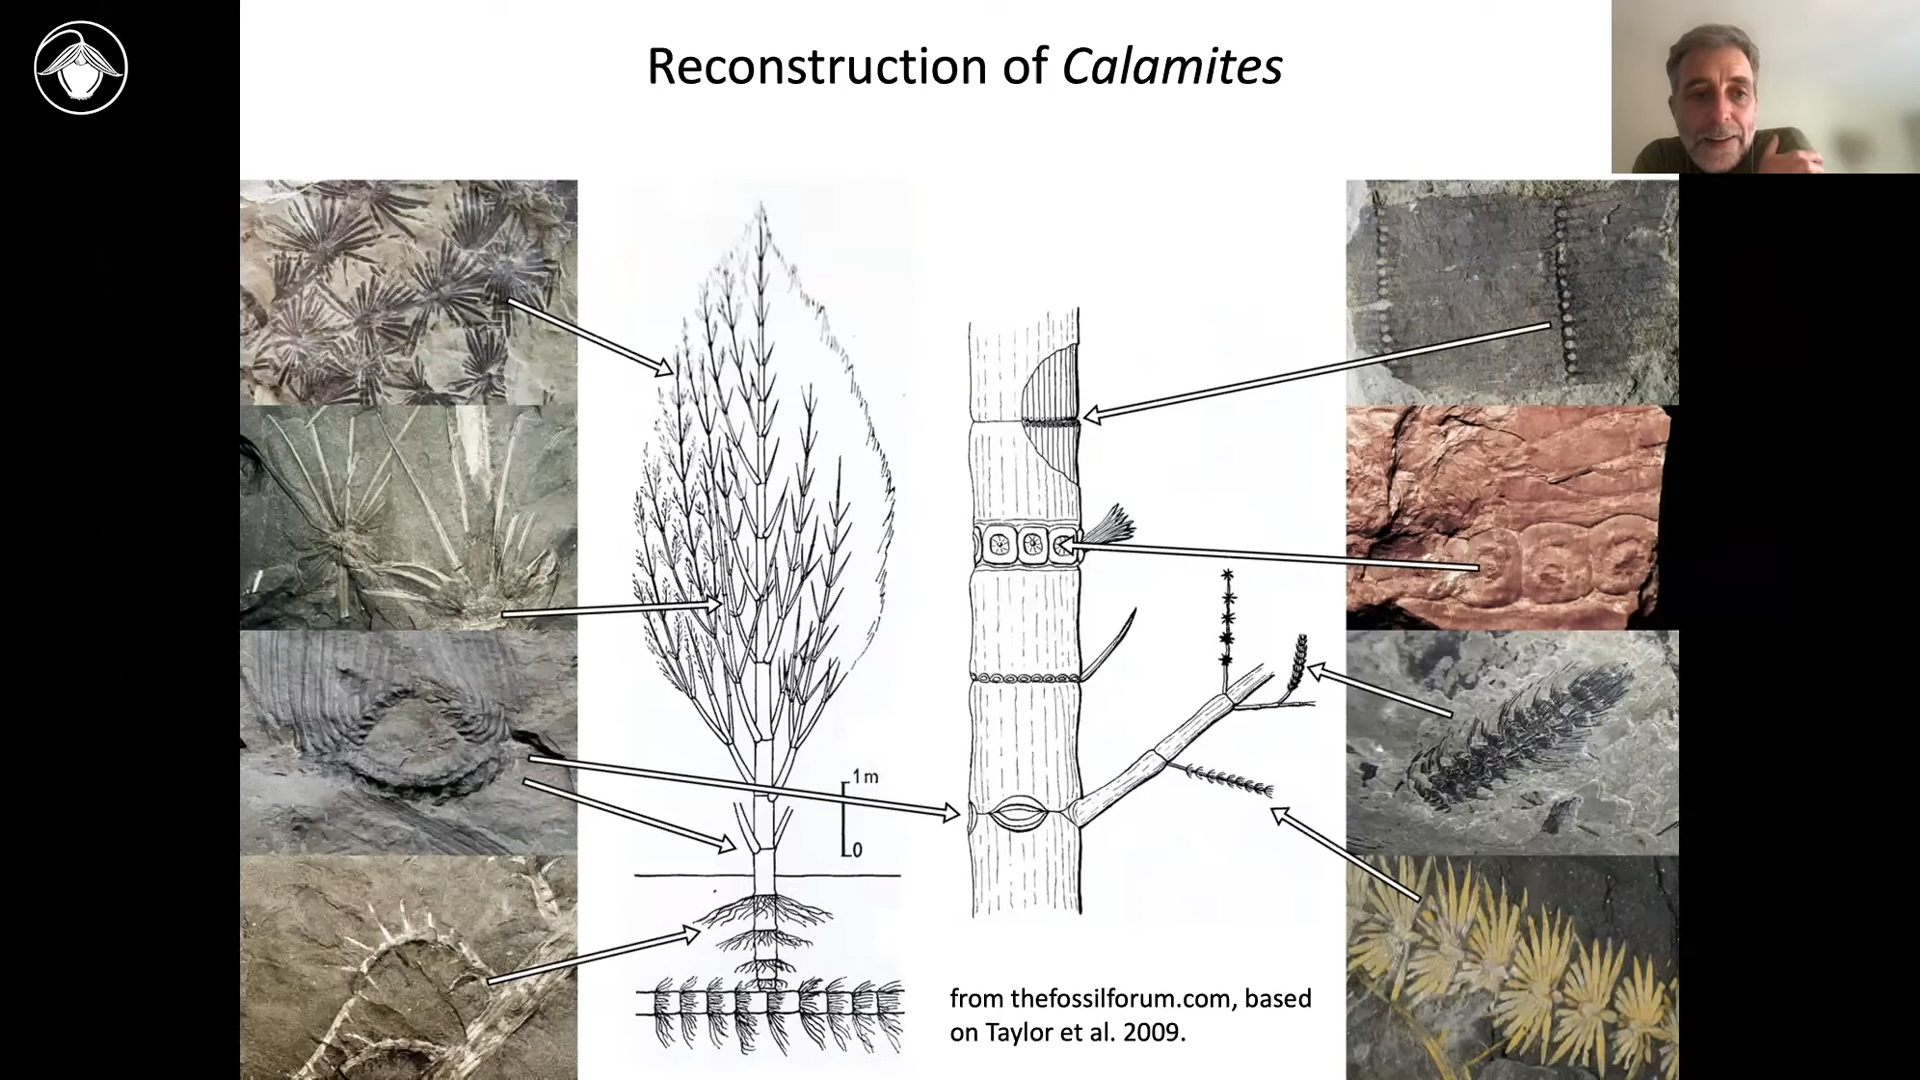 Reconstruction of Calamites
1m
0
from thefossilforum.com, based
on Taylor et al. 2009.